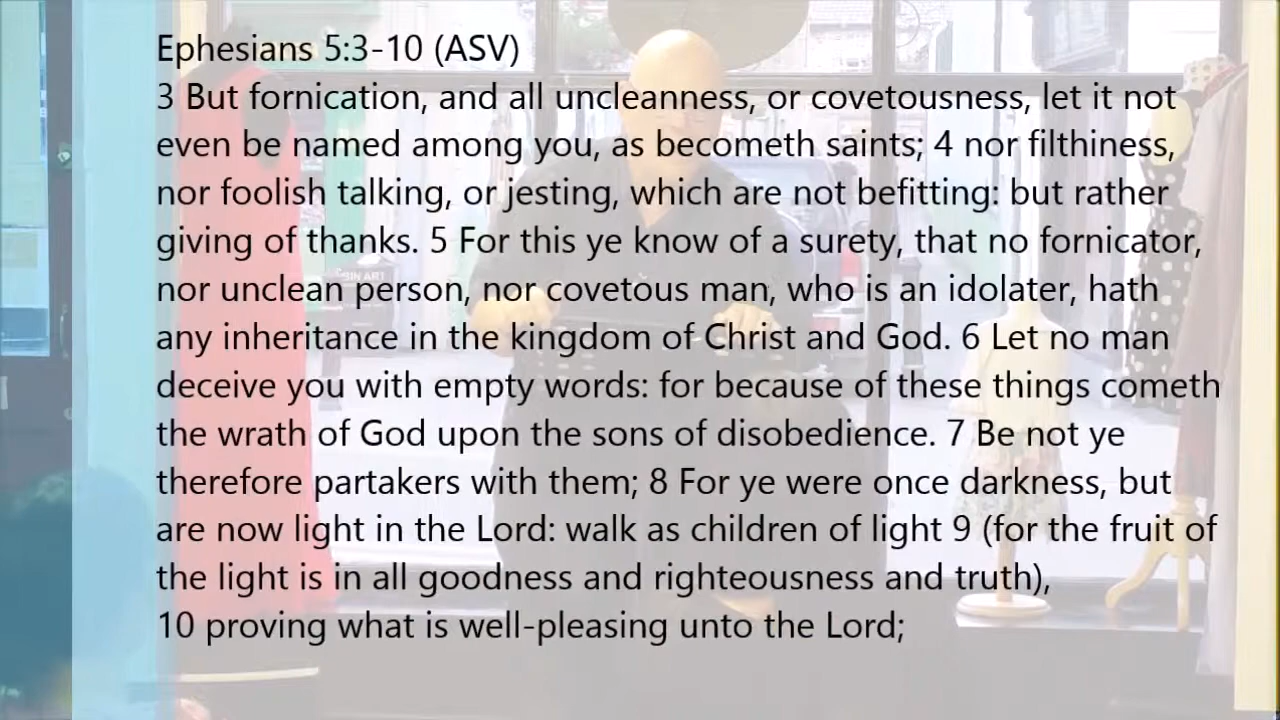 Ephesians 5:3-10 (ASV)
3 But fornication, and all uncleanness, or covetousness, let it not
even be named among you, as becometh saints; 4 nor filthiness,
nor foolish talking, or jesting, which are not befitting: but rather
giving of thanks. 5 For this ye know of a surety, that no fornicator,
nor unclean person, nor covetous man, who is an idolater, hath
any inheritance in the kingdom of Christ and God. 6 Let no man
deceive you with empty words: for because of these things cometh
the wrath of God upon the sons of disobedience. 7 Be not ye
therefore partakers with them; 8 For ye were once darkness, but
are now light in the Lord: walk as children of light 9 (for the fruit of
the light is in all goodness and righteousness and truth),
10 proving what is well-pleasing unto the Lord;